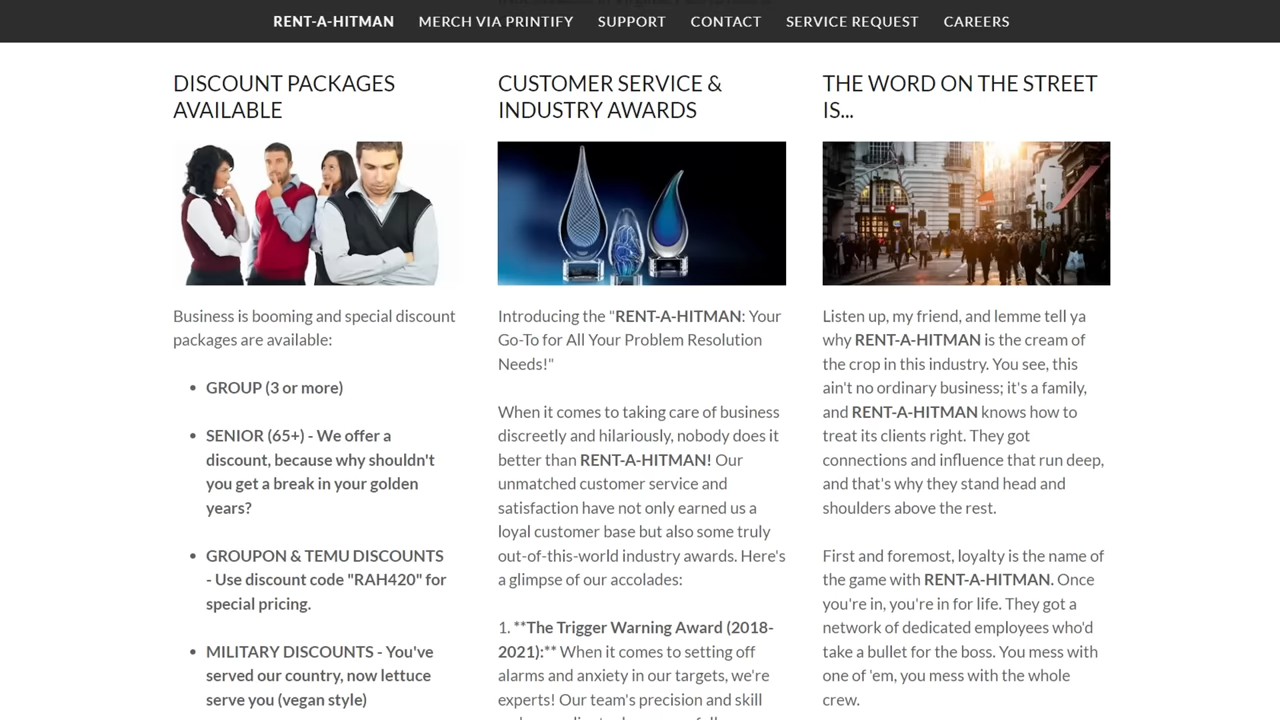 RENT-A-HITMAN MERCH VIA PRINTIFY SUPPORT CONTACT SERVICE REQUEST CAREERS
DISCOUNT PACKAGES
AVAILABLE
Business is booming and special discount
packages are available:
• GROUP (3 or more)
• SENIOR (65+) - We offer a
discount, because why shouldn't
you get a break in your golden
years?
• GROUPON & TEMU DISCOUNTS
- Use discount code "RAH420" for
special pricing.
• MILITARY DISCOUNTS - You've
served our country, now lettuce
serve you (vegan style)
CUSTOMER SERVICE &
INDUSTRY AWARDS
Introducing the "RENT-A-HITMAN: Your
Go-To for All Your Problem Resolution
Needs!"
When it comes to taking care of business
discreetly and hilariously, nobody does it
better than RENT-A-HITMAN! Our
unmatched customer service and
satisfaction have not only earned us a
loyal customer base but also some truly
out-of-this-world industry awards. Here's
a glimpse of our accolades:
1. **The Trigger Warning Award (2018-
2021):** When it comes to setting off
alarms and anxiety in our targets, we're
experts! Our team's precision and skill
THE WORD ON THE STREET
IS...
Listen up, my friend, and lemme tell ya
why RENT-A-HITMAN is the cream of
the crop in this industry. You see, this
ain't no ordinary business; it's a family,
and RENT-A-HITMAN knows how to
treat its clients right. They got
connections and influence that run deep,
and that's why they stand head and
shoulders above the rest.
First and foremost, loyalty is the name of
the game with RENT-A-HITMAN. Once
you're in, you're in for life. They got a
network of dedicated employees who'd
take a bullet for the boss. You mess with
one of 'em, you mess with the whole
crew.